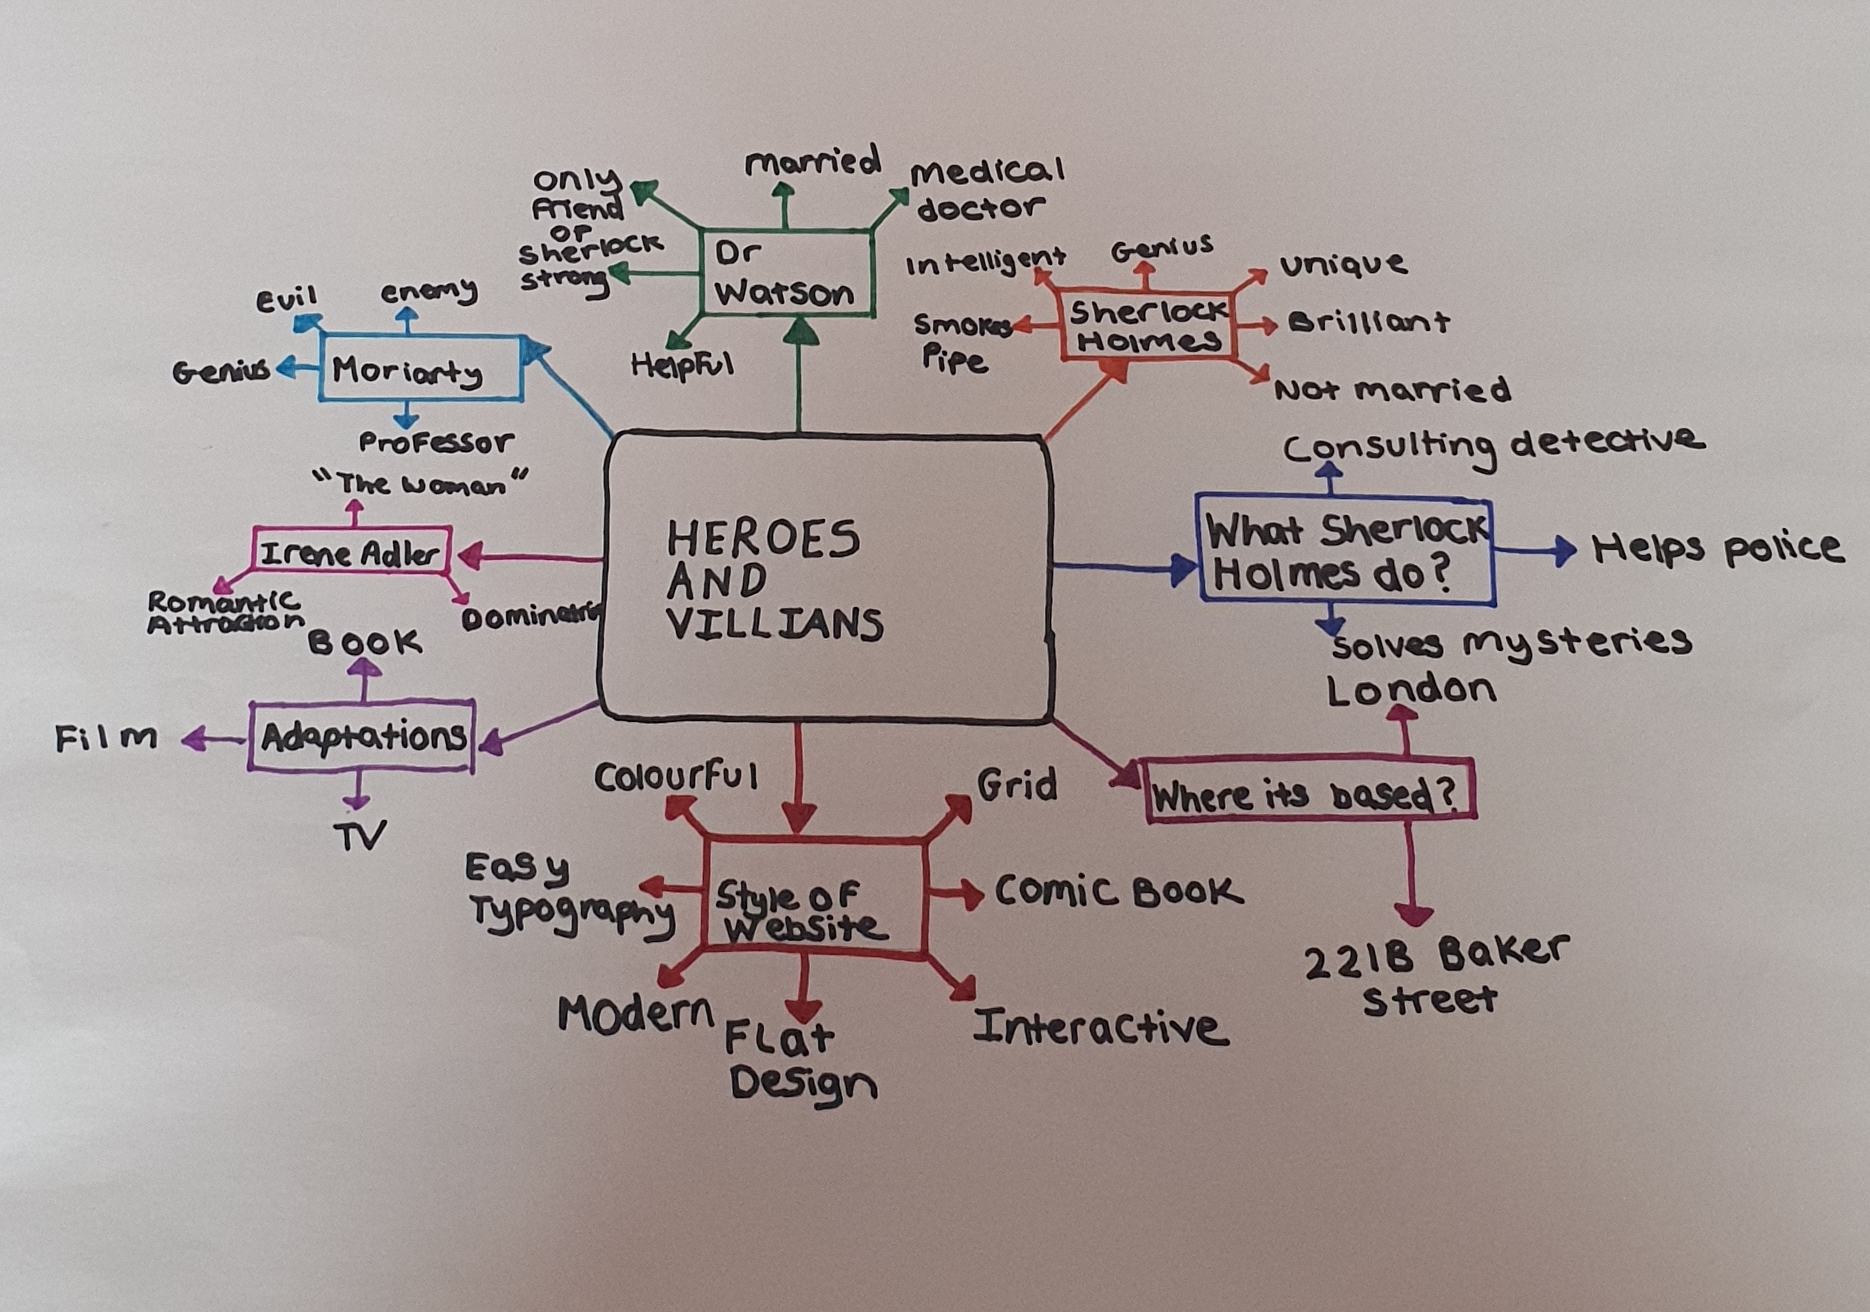 HEROES
AND
VILLIANS
Dr
Watson
only
friend
of
Sherlock
strong
married
medical
doctor
Helpful
Sherlock
Holmes
Intelligent
Genius
unique
Brilliant
Not married
Smokes
Pipe
What Sherlock
Holmes do?
Consulting detective
Helps police
Solves mysteries
Where its based?
London
221B Baker
Street
Style of
Website
Colourful
Grid
Comic Book
Interactive
Flat
Design
Modern
Easy
Typography
Adaptations
Book
Film
TV
Irene Adler
"The woman"
Romantic
Attraction
Moriarty
Evil
enemy
Genius
Professor